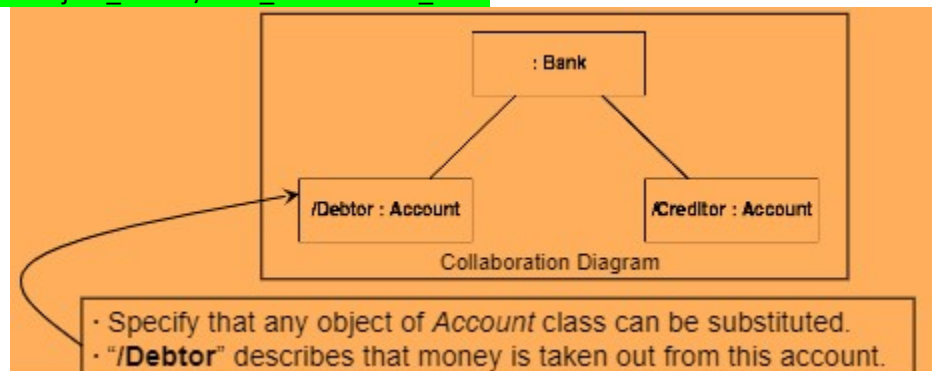 : Bank
/Debtor : Account
/Creditor : Account
Collaboration Diagram
· Specify that any object of Account class can be substituted.
· “/Debtor” describes that money is taken out from this account.